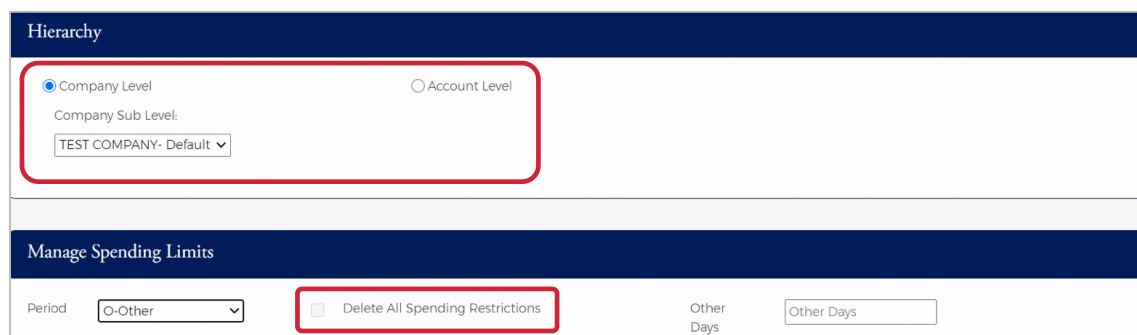 Hierarchy
Company Level
Account Level
Company Sub Level:
TEST COMPANY- Default
Manage Spending Limits
Period
O-Other
Delete All Spending Restrictions
Other
Days
Other Days